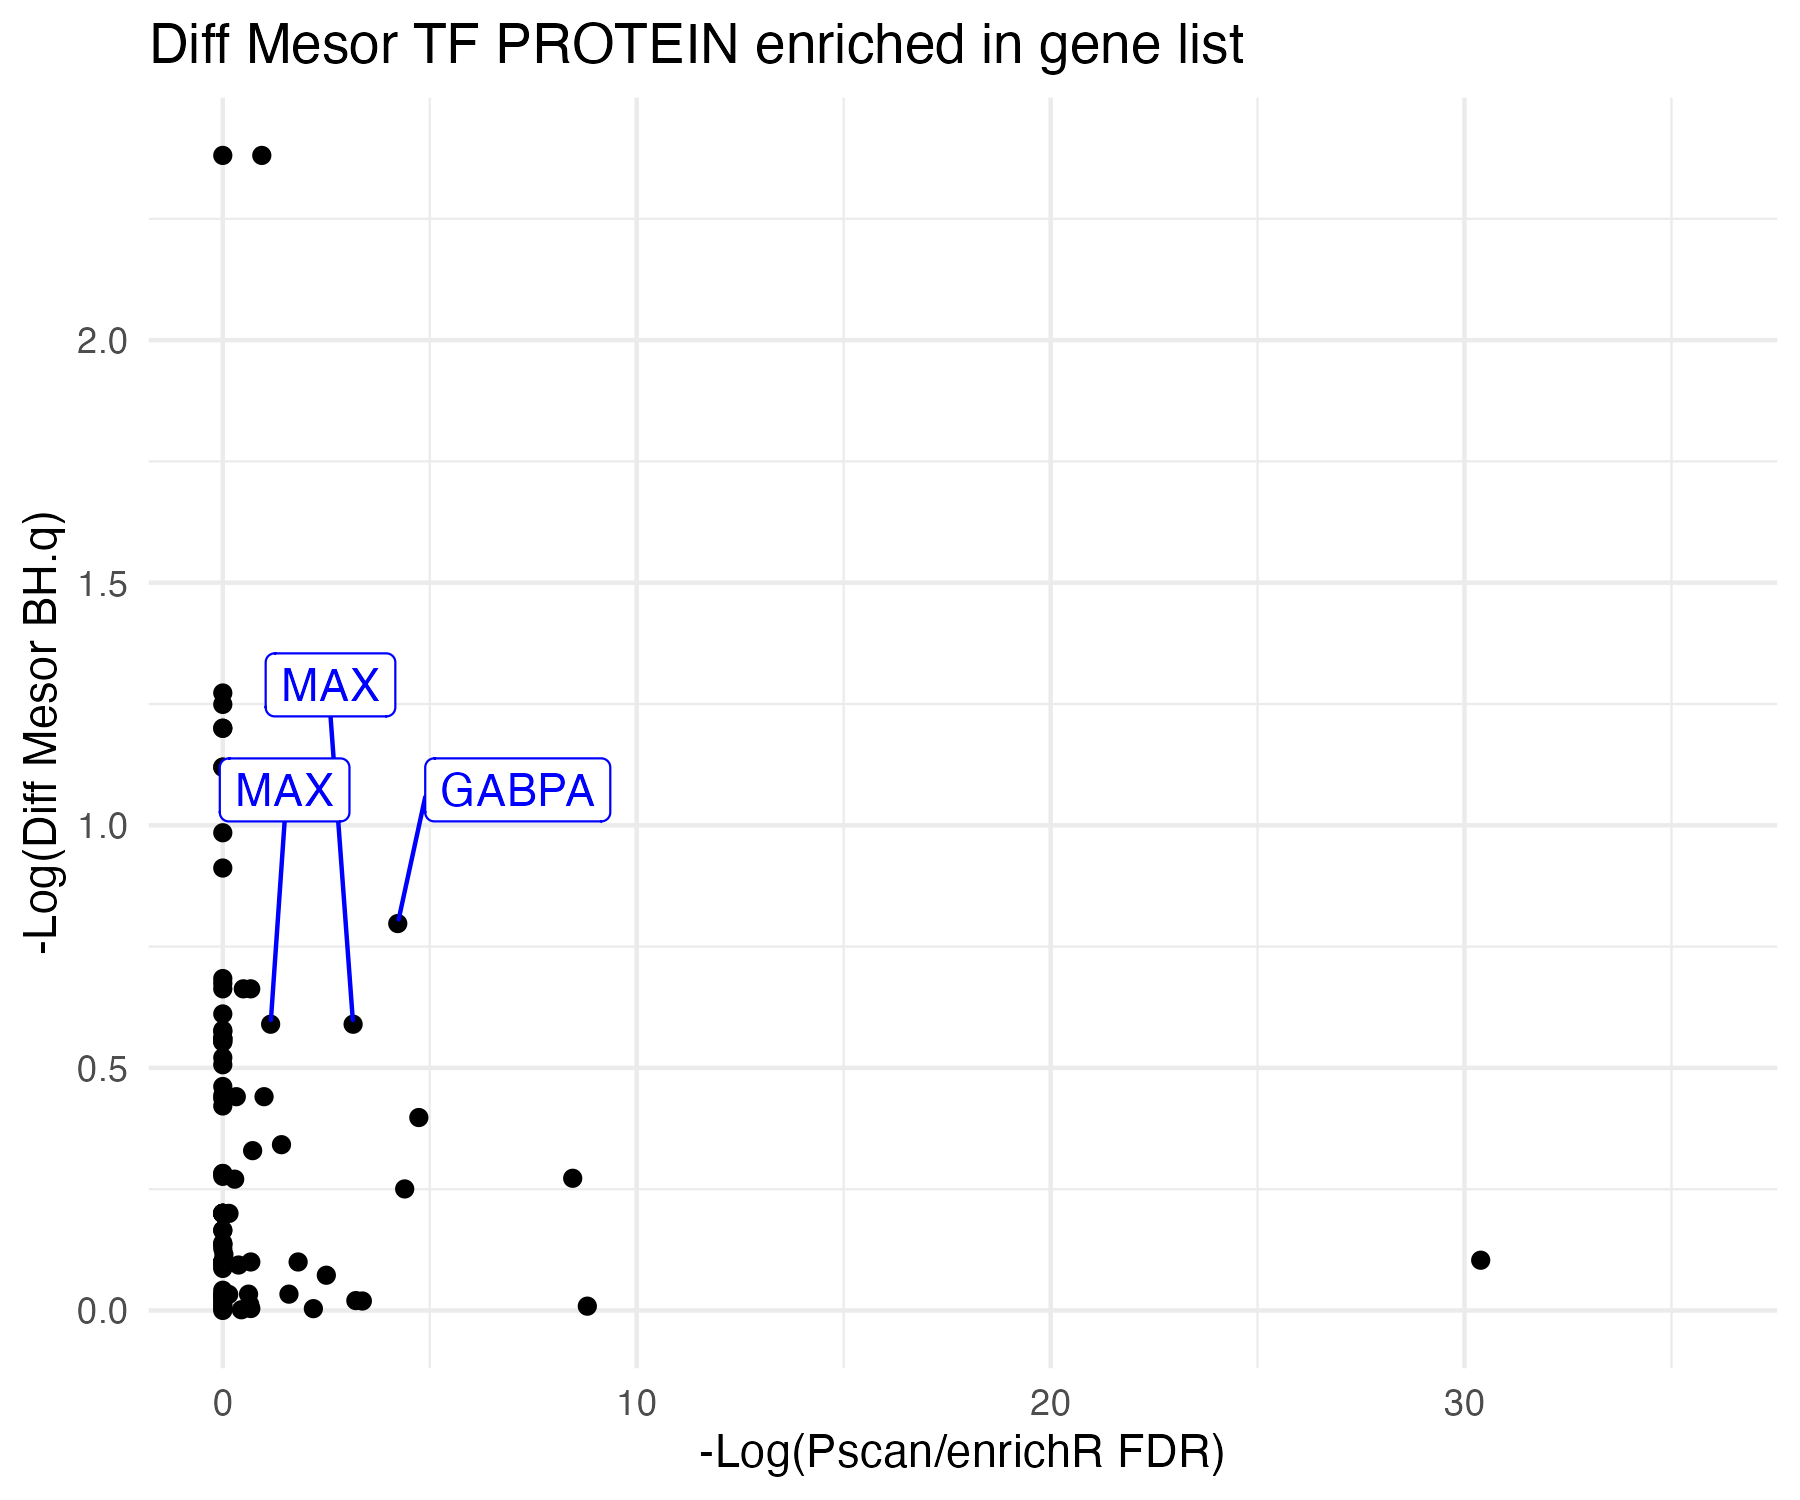 Diff Mesor TF PROTEIN enriched in gene list
-Log(Diff Mesor BH.q)
2.0
1.5
1.0
0.5
0.0
MAX
MAX
GABPA
0
10
20
30
-Log(Pscan/enrichR FDR)